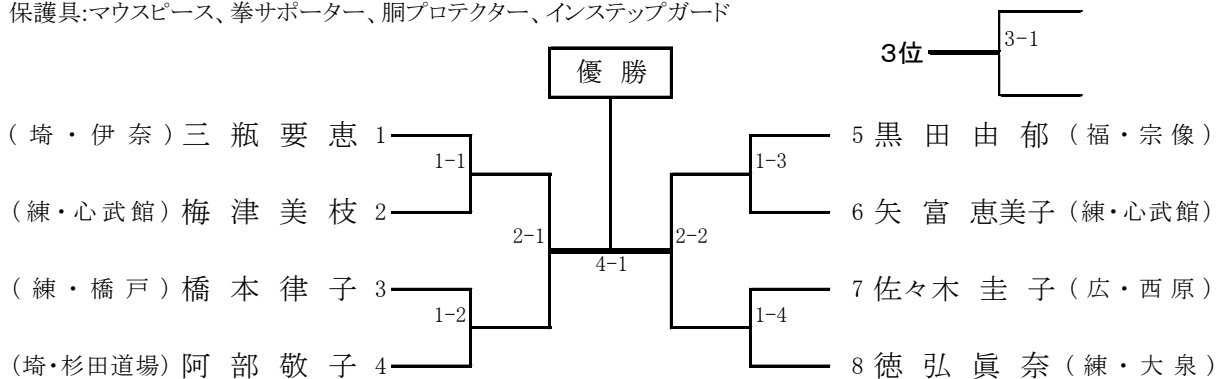 保護具:マウスピース、拳サポーター、胴プロテクター、インステップガード
3位
3-1
優 勝
(埼・伊奈) 三瓶要恵 1
5 黒田由郁 (福・宗像)
1-1
1-3
(練・心武館) 梅津美枝 2
6 矢富恵美子 (練・心武館)
2-1
2-2
4-1
(練・橋戸) 橋本律子 3
7 佐々木圭子 (広・西原)
1-2
1-4
(埼・杉田道場) 阿部敬子 4
8 徳弘眞奈 (練・大泉)